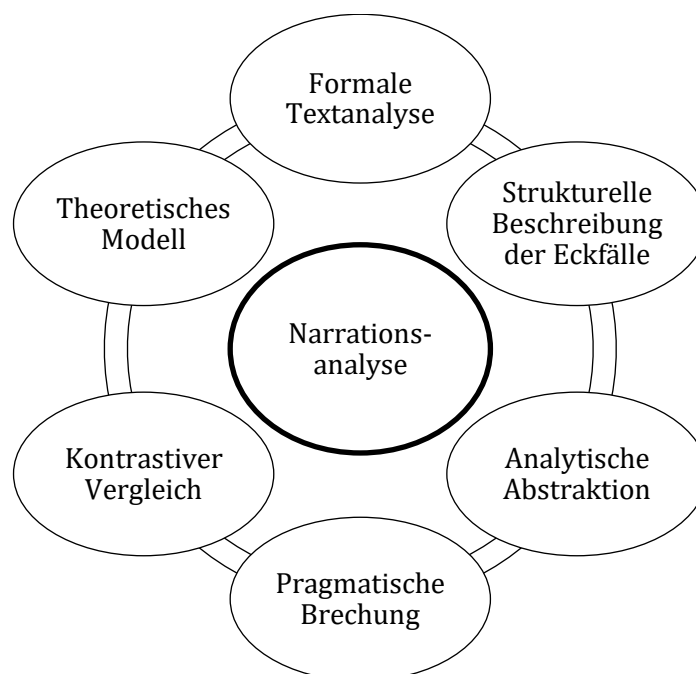 Formale
Textanalyse
Strukturelle
Beschreibung
der Eckfälle
Analytische
Abstraktion
Pragmatische
Brechung
Kontrastiver
Vergleich
Theoretisches
Modell
Narrations-
analyse